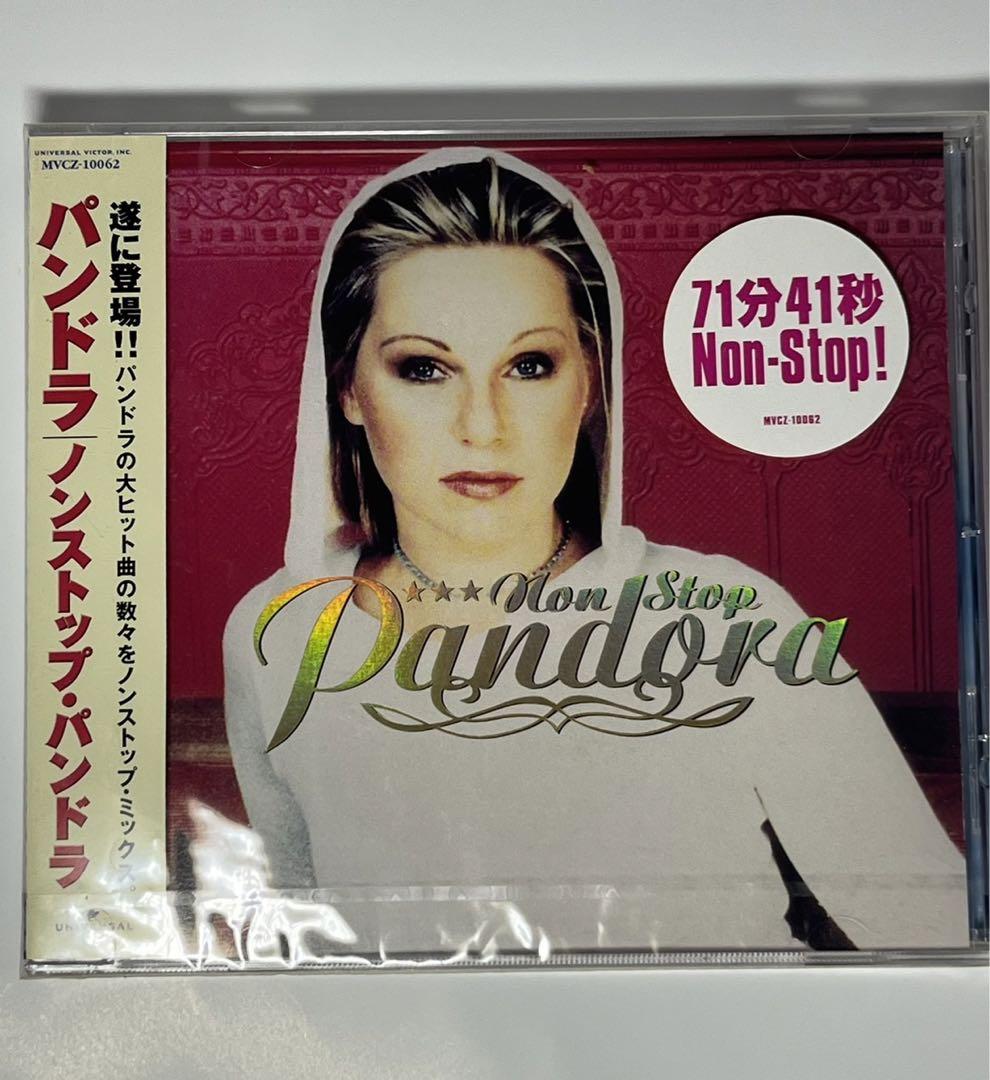 UNIVERSAL VICTOR, INC.
MVCZ-10062
遂に登場!!パンドラの大ヒット曲の数々をノンストップ・ミックス。
パンドラ/ノンストップ・パンドラ
UNIVERSAL
71分41秒
Non-Stop!
MVCZ-10062
Non Stop
Pandora